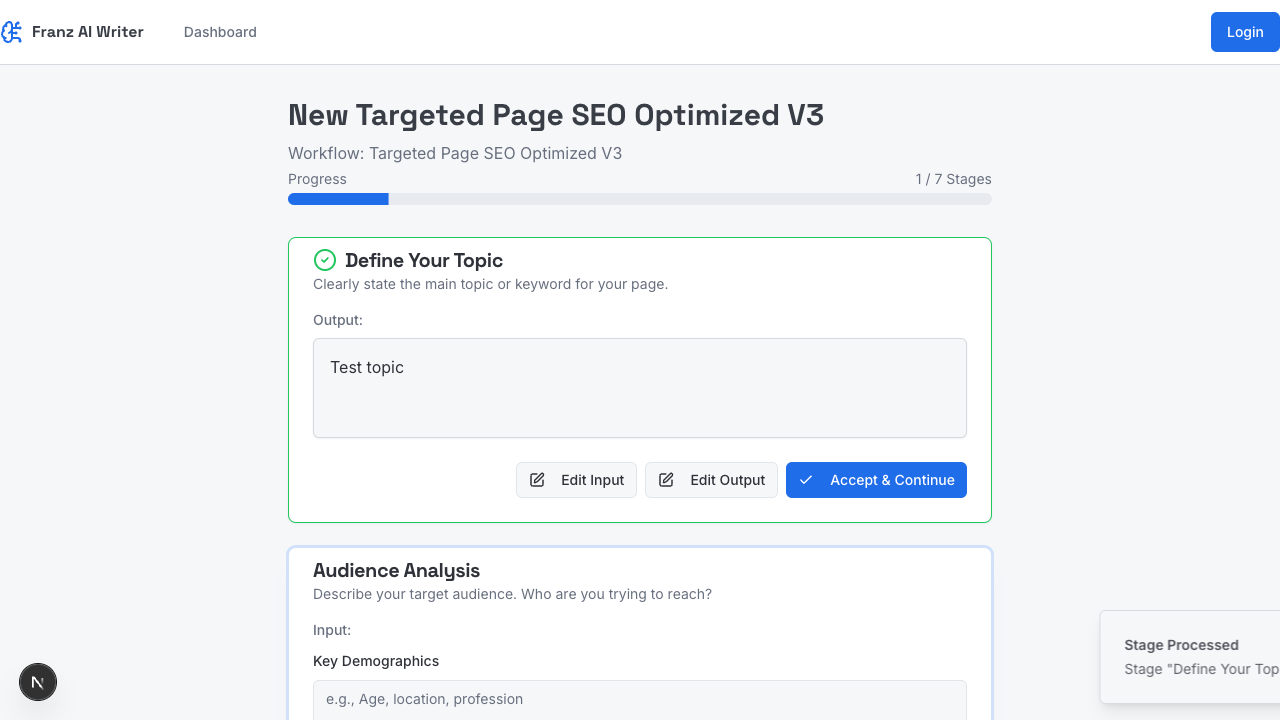 Franz AI Writer
Dashboard
Login
New Targeted Page SEO Optimized V3
Workflow: Targeted Page SEO Optimized V3
Progress
1 / 7 Stages
Define Your Topic
Clearly state the main topic or keyword for your page.
Output:
Test topic
Edit Input
Edit Output
Accept & Continue
Audience Analysis
Describe your target audience. Who are you trying to reach?
Input:
Key Demographics
e.g., Age, location, profession
Stage Processed
Stage "Define Your Top
N